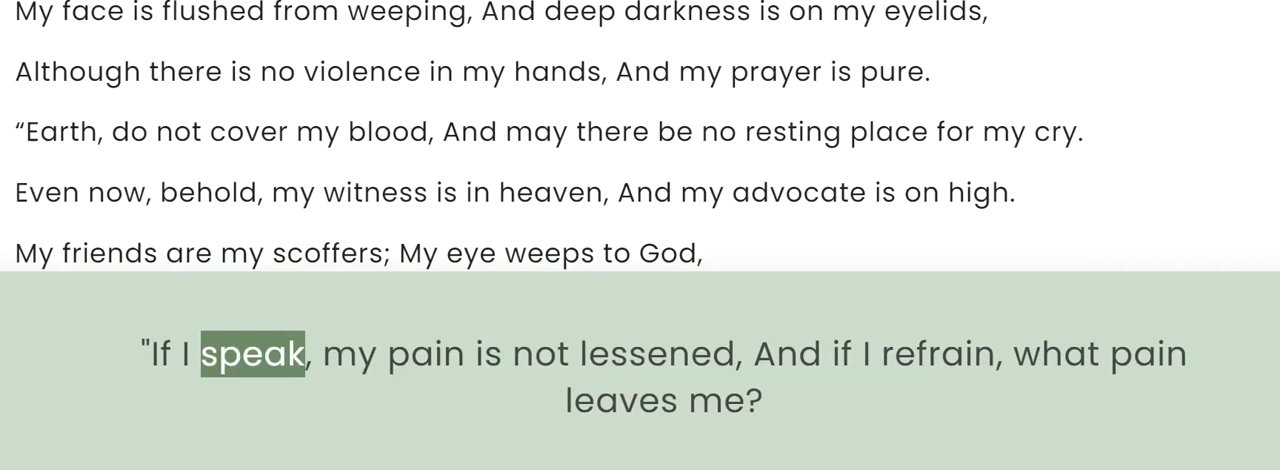 My face is flushed from weeping, And deep darkness is on my eyelids,
Although there is no violence in my hands, And my prayer is pure.
“Earth, do not cover my blood, And may there be no resting place for my cry.
Even now, behold, my witness is in heaven, And my advocate is on high.
My friends are my scoffers; My eye weeps to God,
"If I speak, my pain is not lessened, And if I refrain, what pain
leaves me?